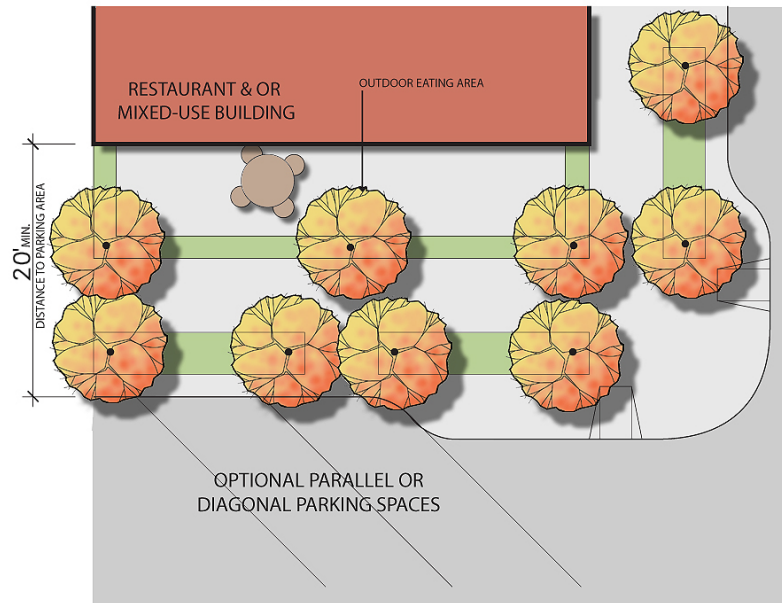 RESTAURANT & OR
MIXED-USE BUILDING
OUTDOOR EATING AREA
20' MIN.
DISTANCE TO PARKING AREA
OPTIONAL PARALLEL OR
DIAGONAL PARKING SPACES